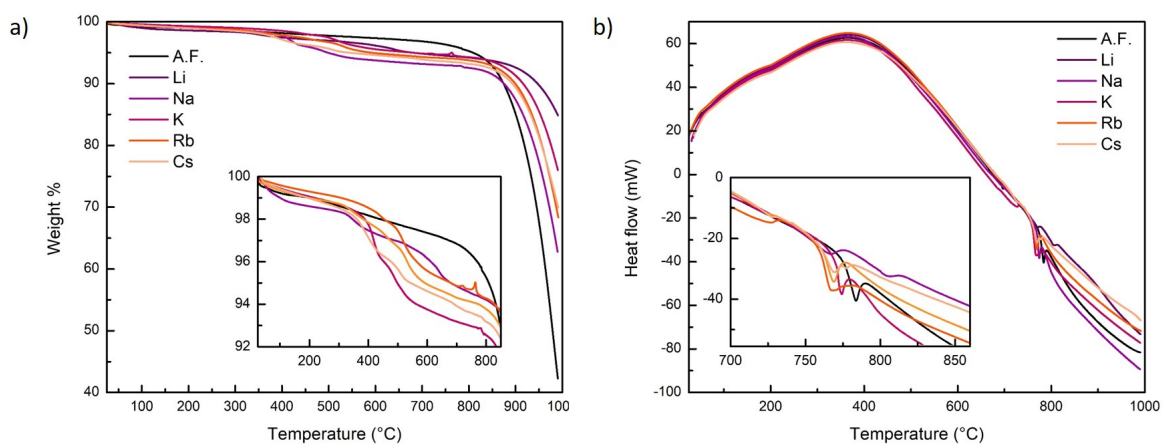 a)
Weight %
100
90
80
70
60
50
40
A.F.
Li
Na
K
Rb
Cs
100
98
96
94
92
200 400 600 800
100 200 300 400 500 600 700 800 900 100
Temperature (°C)
b)
Heat flow (mW)
60
40
20
0
-20
-40
-60
-80
-100
A.F.
Li
Na
K
Rb
Cs
0
-20
-40
700 750 800 850
200 400 600 800 1000
Temperature (°C)